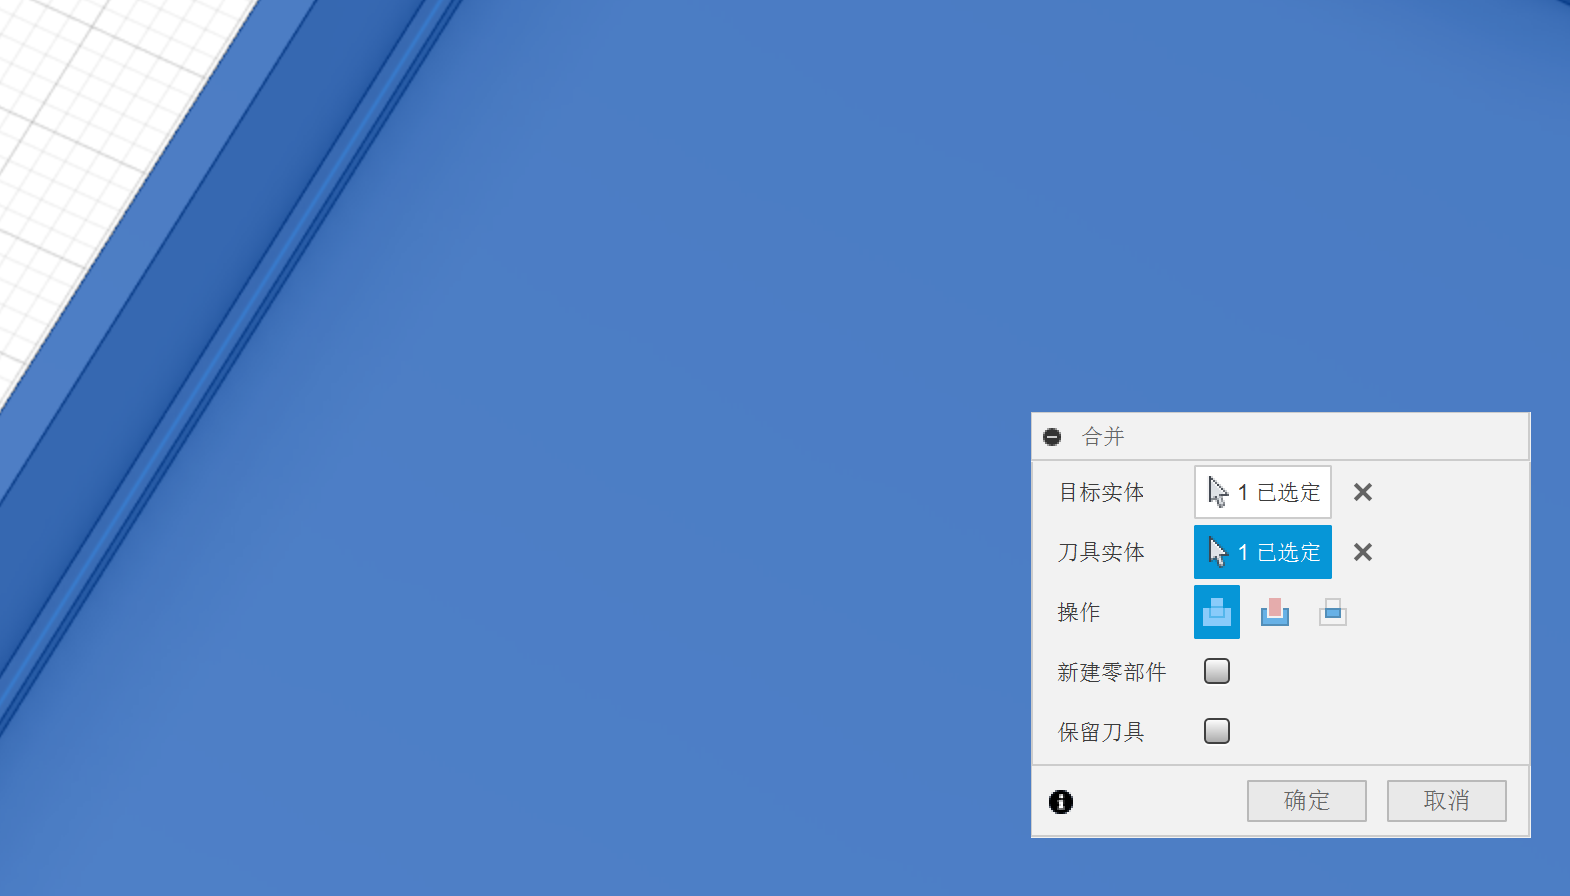 合并
目标实体 1 已选定
刀具实体 1 已选定
操作
新建零部件
保留刀具
确定 取消